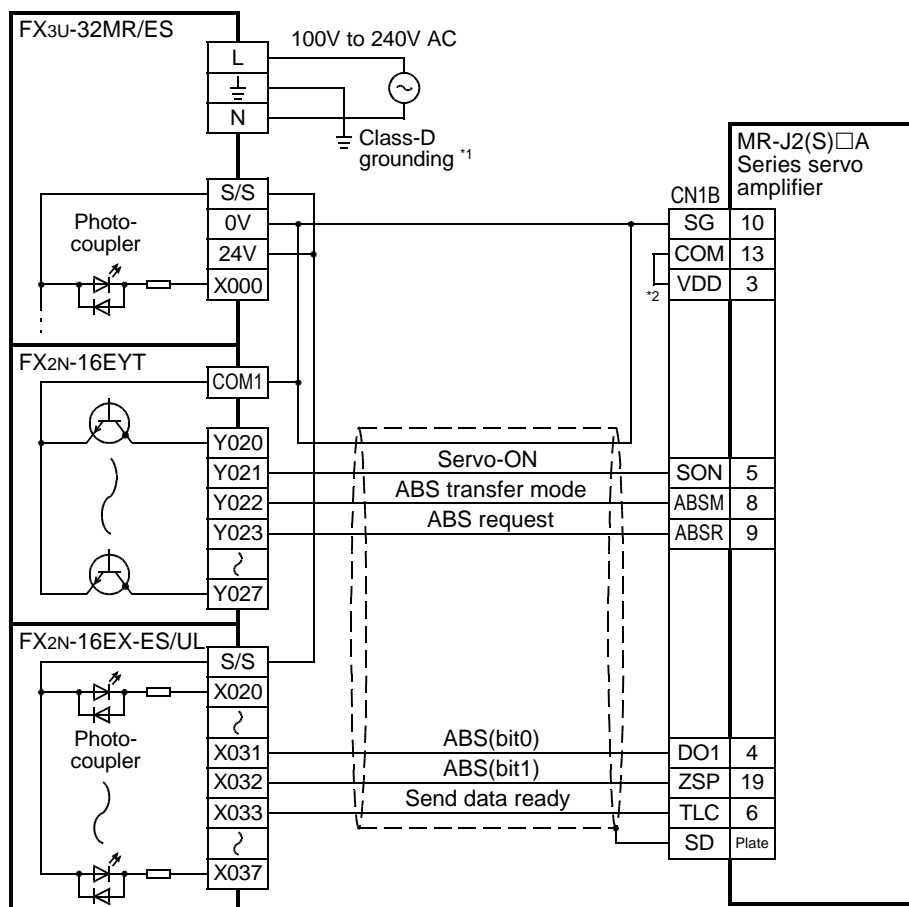 FX3U-32MR/ES
100V to 240V AC
L
N
Class-D
grounding *1
MR-J2(S)□A
Series servo
amplifier
CN1B
S/S
0V
24V
X000
Photo-
coupler
SG 10
COM 13
VDD 3
*2
FX2N-16EYT
COM1
Y020
Y021
Y022
Y023
Y027
Servo-ON
ABS transfer mode
ABS request
SON 5
ABSM 8
ABSR 9
FX2N-16EX-ES/UL
S/S
X020
X031
X032
X033
X037
Photo-
coupler
ABS(bit0)
ABS(bit1)
Send data ready
DO1 4
ZSP 19
TLC 6
SD Plate